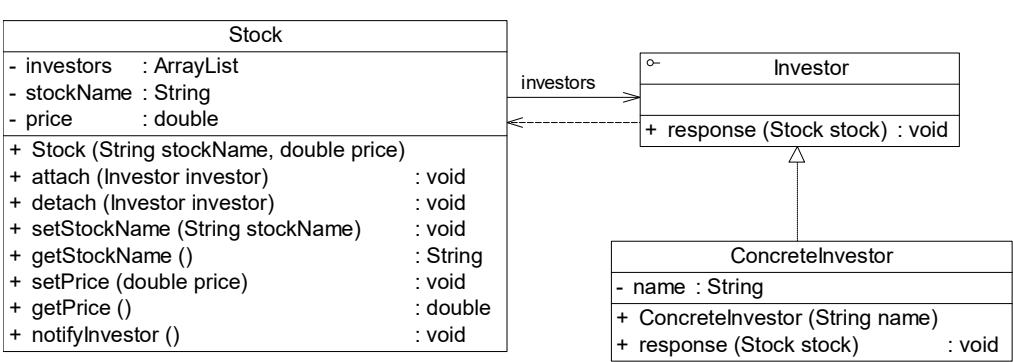 Stock
- investors : ArrayList
- stockName : String
- price : double
+ Stock (String stockName, double price)
+ attach (Investor investor) : void
+ detach (Investor investor) : void
+ setStockName (String stockName) : void
+ getStockName () : String
+ setPrice (double price) : void
+ getPrice () : double
+ notifyInvestor () : void
investors
Investor
+ response (Stock stock) : void
ConcreteInvestor
- name : String
+ ConcreteInvestor (String name)
+ response (Stock stock) : void